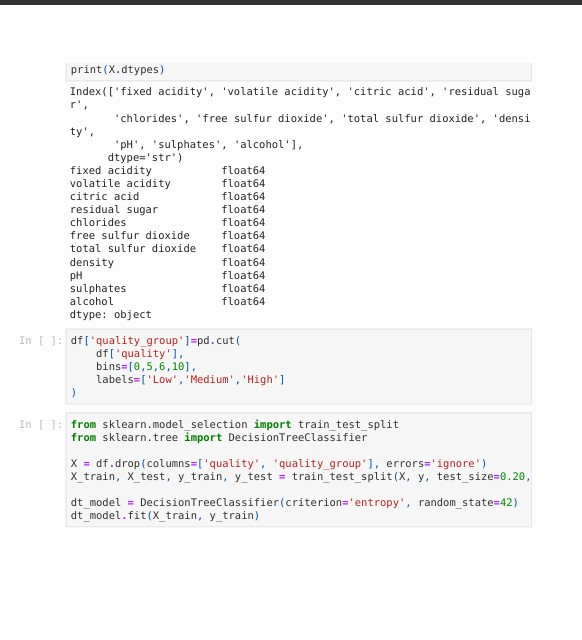 print(X.dtypes)
Index(['fixed acidity', 'volatile acidity', 'citric acid', 'residual suga
r',
       'chlorides', 'free sulfur dioxide', 'total sulfur dioxide', 'densi
ty',
       'pH', 'sulphates', 'alcohol'],
      dtype='str')
fixed acidity           float64
volatile acidity        float64
citric acid             float64
residual sugar          float64
chlorides               float64
free sulfur dioxide     float64
total sulfur dioxide    float64
density                 float64
pH                      float64
sulphates               float64
alcohol                 float64
dtype: object
In [ ]: df['quality_group']=pd.cut(
    df['quality'],
    bins=[0,5,6,10],
    labels=['Low','Medium','High']
)
In [ ]: from sklearn.model_selection import train_test_split
from sklearn.tree import DecisionTreeClassifier
X = df.drop(columns=['quality', 'quality_group'], errors='ignore')
X_train, X_test, y_train, y_test = train_test_split(X, y, test_size=0.20,
dt_model = DecisionTreeClassifier(criterion='entropy', random_state=42)
dt_model.fit(X_train, y_train)